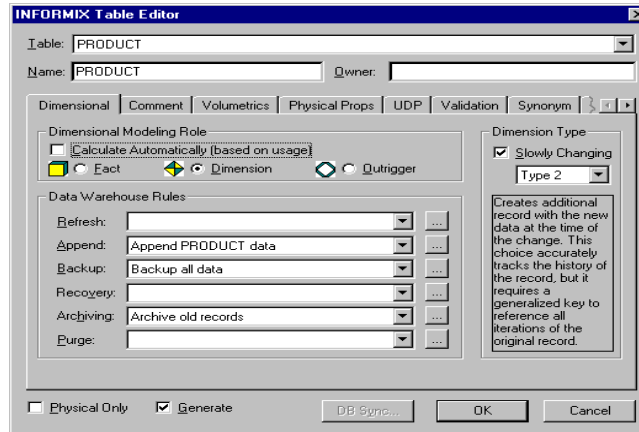 INFORMIX Table Editor
Table: PRODUCT
Name: PRODUCT Owner:
Dimensional Comment Volumetrics Physical Props UDP Validation Synonym
Dimensional Modeling Role
Calculate Automatically (based on usage)
Fact Dimension Outrigger
Dimension Type
Slowly Changing
Type 2
Creates additional
record with the new
data at the time of
the change. This
choice accurately
tracks the history of
the record, but it
requires a
generalized key to
reference all
iterations of the
original record.
Data Warehouse Rules
Refresh: ...
Append: Append PRODUCT data ...
Backup: Backup all data ...
Recovery: ...
Archiving: Archive old records ...
Purge: ...
Physical Only Generate DB Sync... OK Cancel